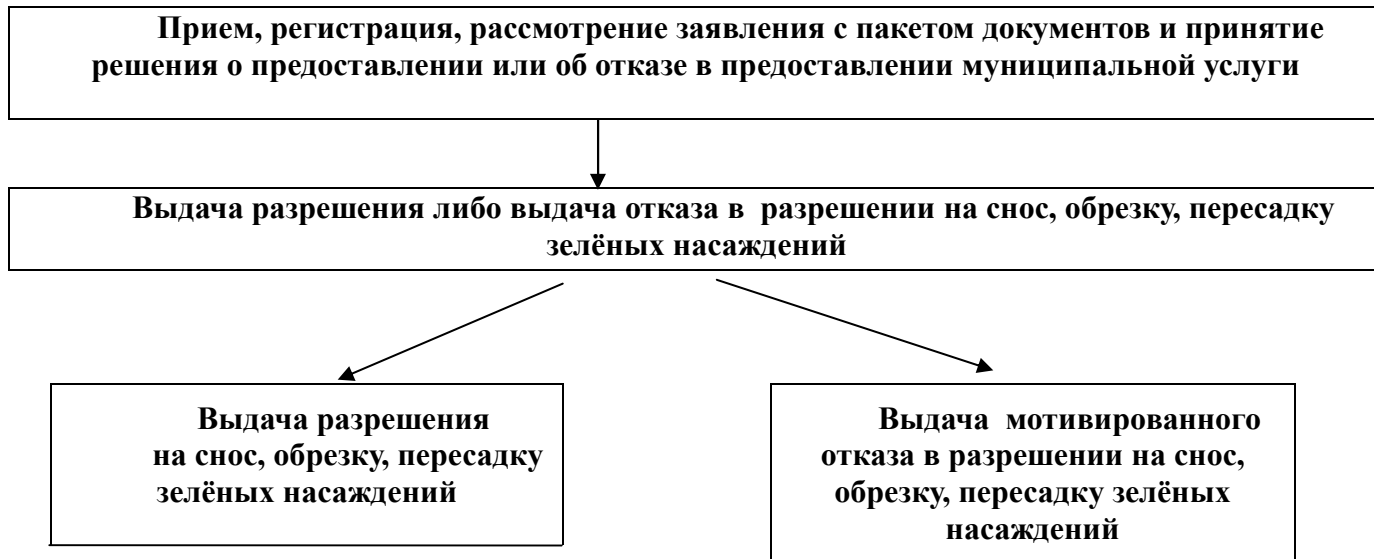 Прием, регистрация, рассмотрение заявления с пакетом документов и принятие
решения о предоставлении или об отказе в предоставлении муниципальной услуги
Выдача разрешения либо выдача отказа в разрешении на снос, обрезку, пересадку
зелёных насаждений
Выдача разрешения
на снос, обрезку, пересадку
зелёных насаждений
Выдача мотивированного
отказа в разрешении на снос,
обрезку, пересадку зелёных
насаждений